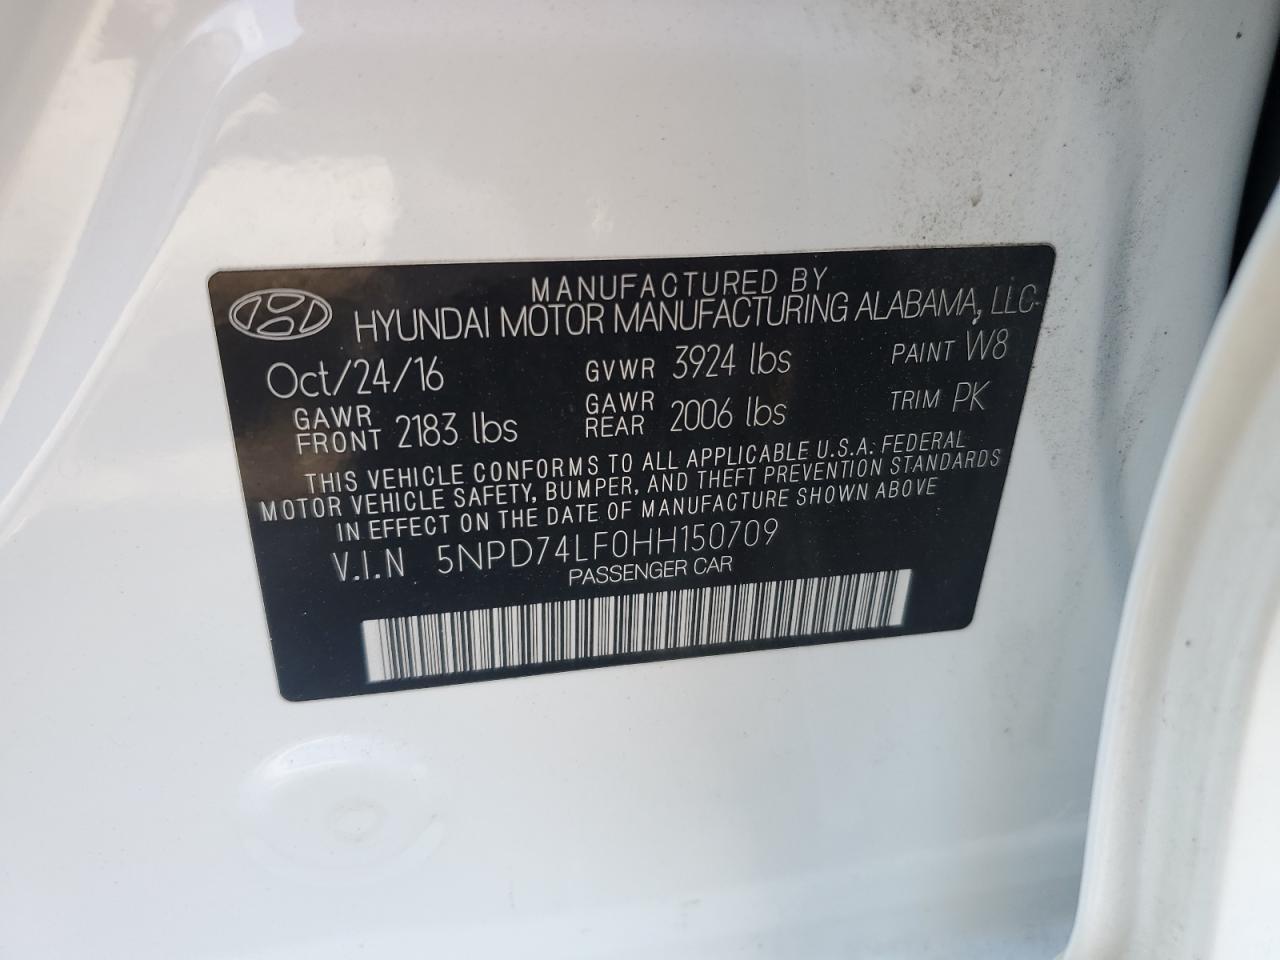 MANUFACTURED BY
HYUNDAI MOTOR MANUFACTURING ALABAMA, LLC
Oct/24/16 GVWR 3924 lbs PAINT W8
GAWR FRONT 2183 lbs GAWR REAR 2006 lbs TRIM PK
THIS VEHICLE CONFORMS TO ALL APPLICABLE U.S.A. FEDERAL
MOTOR VEHICLE SAFETY, BUMPER, AND THEFT PREVENTION STANDARDS
IN EFFECT ON THE DATE OF MANUFACTURE SHOWN ABOVE
V.I.N 5NPD74LF0HH150709
PASSENGER CAR